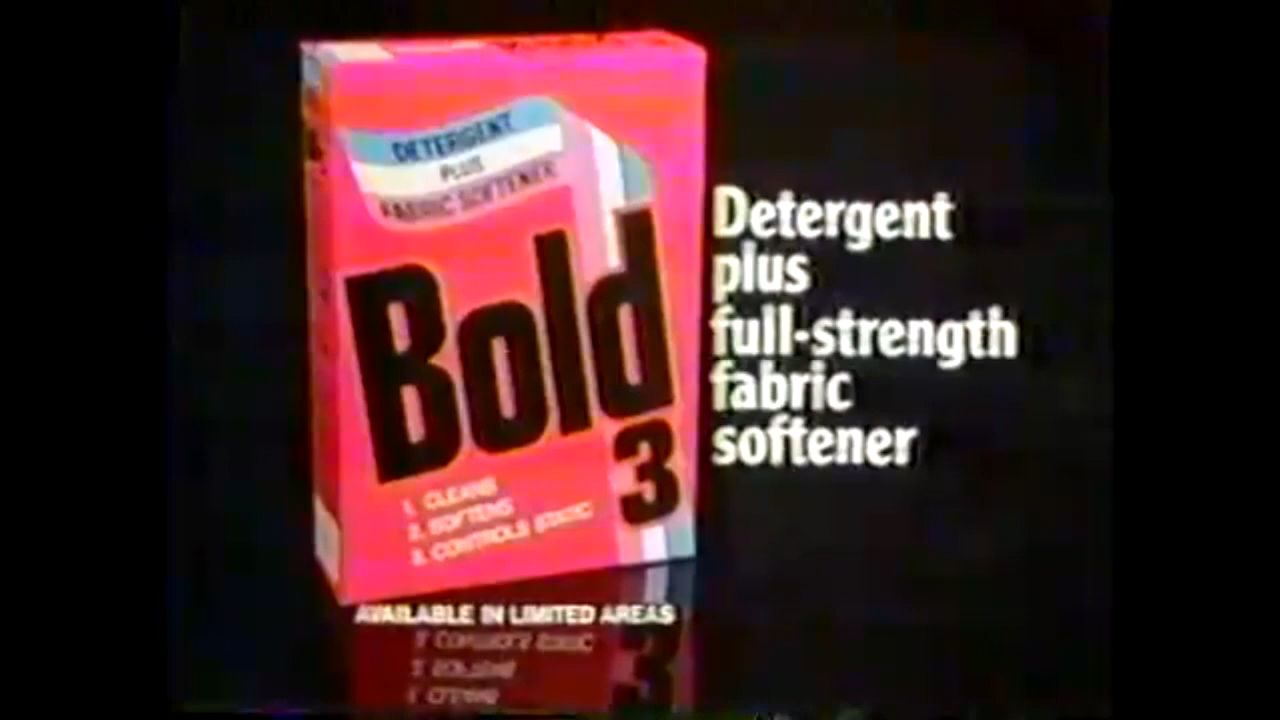 DETERGENT
PLUS
FABRIC SOFTENER
Bold
3
1. CLEANS
2. SOFTENS
3. CONTROLS STATIC
Detergent
plus
full-strength
fabric
softener
AVAILABLE IN LIMITED AREAS